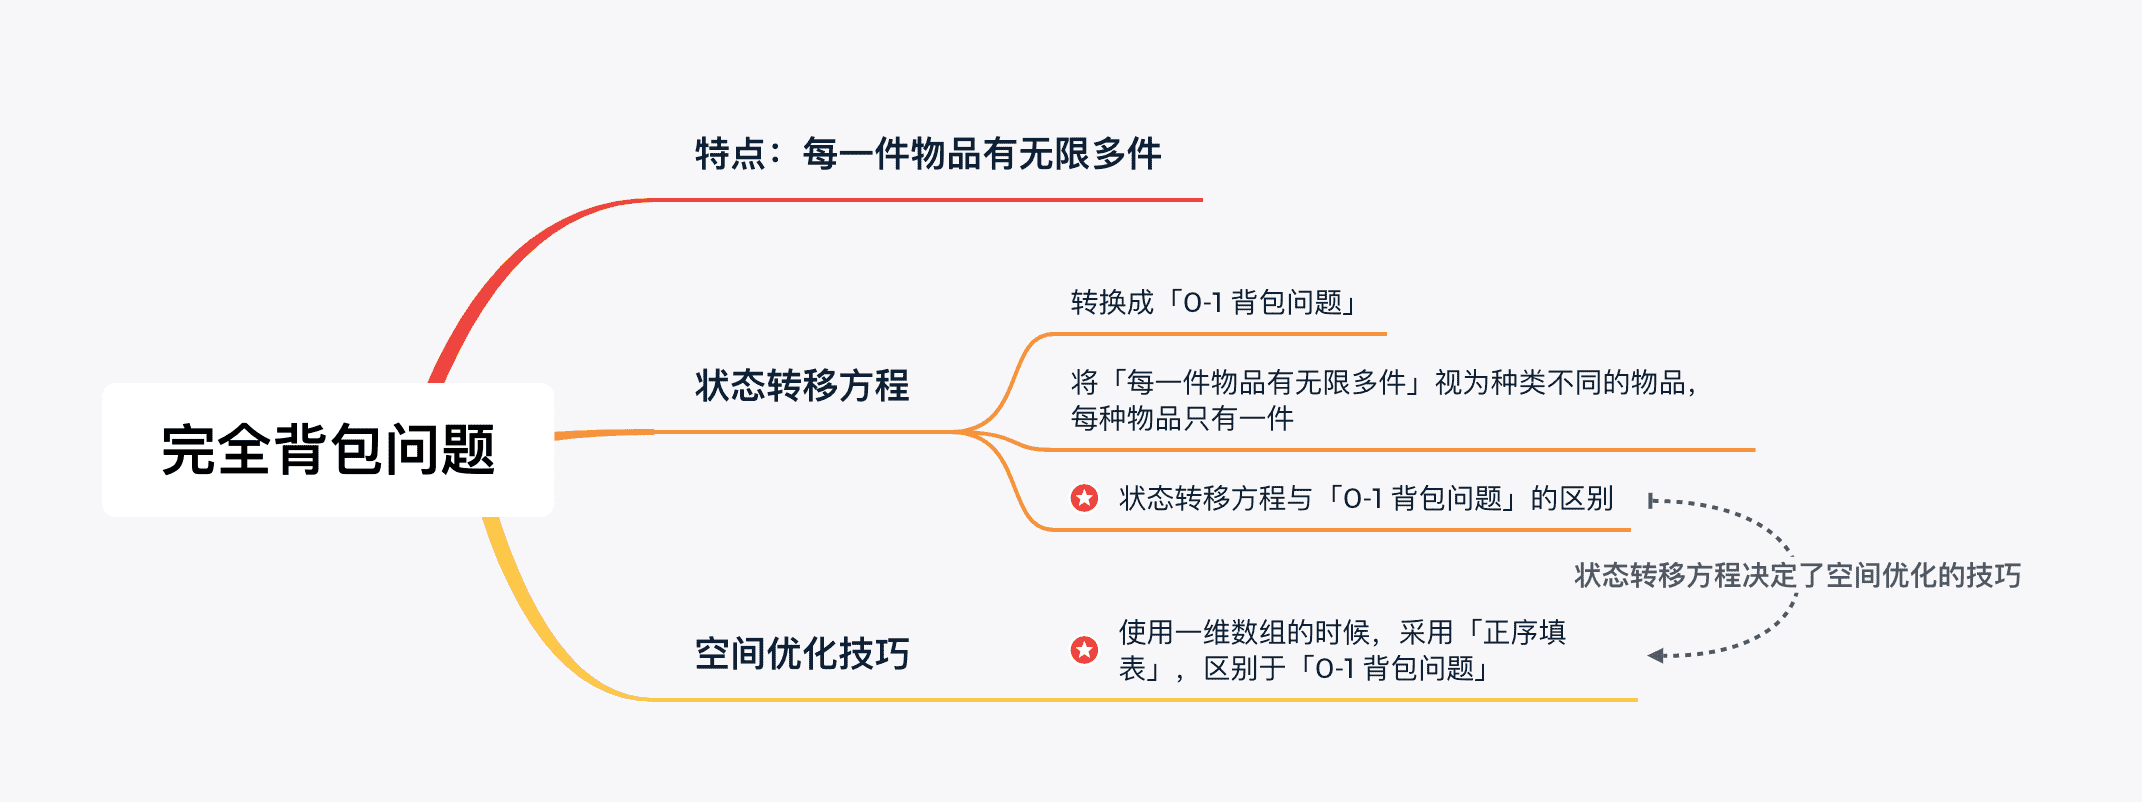 特点：每一件物品有无限多件
转换成「0-1 背包问题」
将「每一件物品有无限多件」视为种类不同的物品，
每种物品只有一件
状态转移方程
完全背包问题
状态转移方程与「0-1 背包问题」的区别
状态转移方程决定了空间优化的技巧
空间优化技巧
使用一维数组的时候，采用「正序填
表」，区别于「0-1 背包问题」